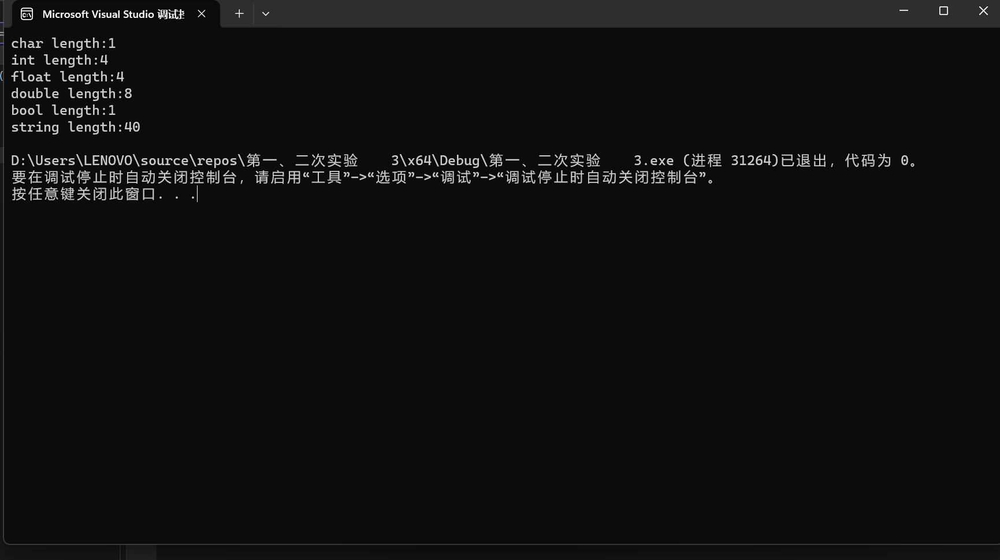 Microsoft Visual Studio 调试
char length:1
int length:4
float length:4
double length:8
bool length:1
string length:40
D:\Users\LENOVO\source\repos\第一、二次实验    3\x64\Debug\第一、二次实验    3.exe (进程 31264)已退出，代码为 0。
要在调试停止时自动关闭控制台，请启用“工具”->“选项”->“调试”->“调试停止时自动关闭控制台”。
按任意键关闭此窗口. . .